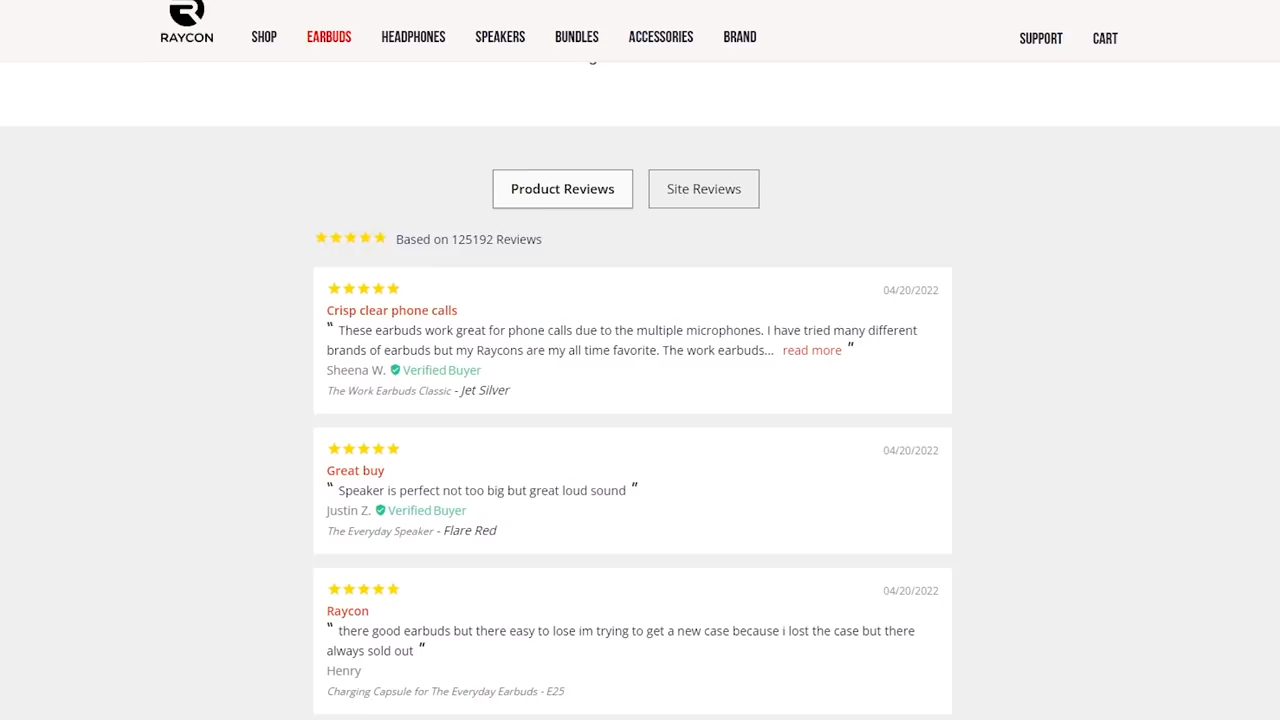 RAYCON
SHOP EARBUDS HEADPHONES SPEAKERS BUNDLES ACCESSORIES BRAND SUPPORT CART
Product Reviews Site Reviews
Based on 125192 Reviews
04/20/2022
Crisp clear phone calls
" These earbuds work great for phone calls due to the multiple microphones. I have tried many different
brands of earbuds but my Raycons are my all time favorite. The work earbuds... read more "
Sheena W. Verified Buyer
The Work Earbuds Classic - Jet Silver
04/20/2022
Great buy
" Speaker is perfect not too big but great loud sound "
Justin Z. Verified Buyer
The Everyday Speaker - Flare Red
04/20/2022
Raycon
" there good earbuds but there easy to lose im trying to get a new case because i lost the case but there
always sold out "
Henry
Charging Capsule for The Everyday Earbuds - E25